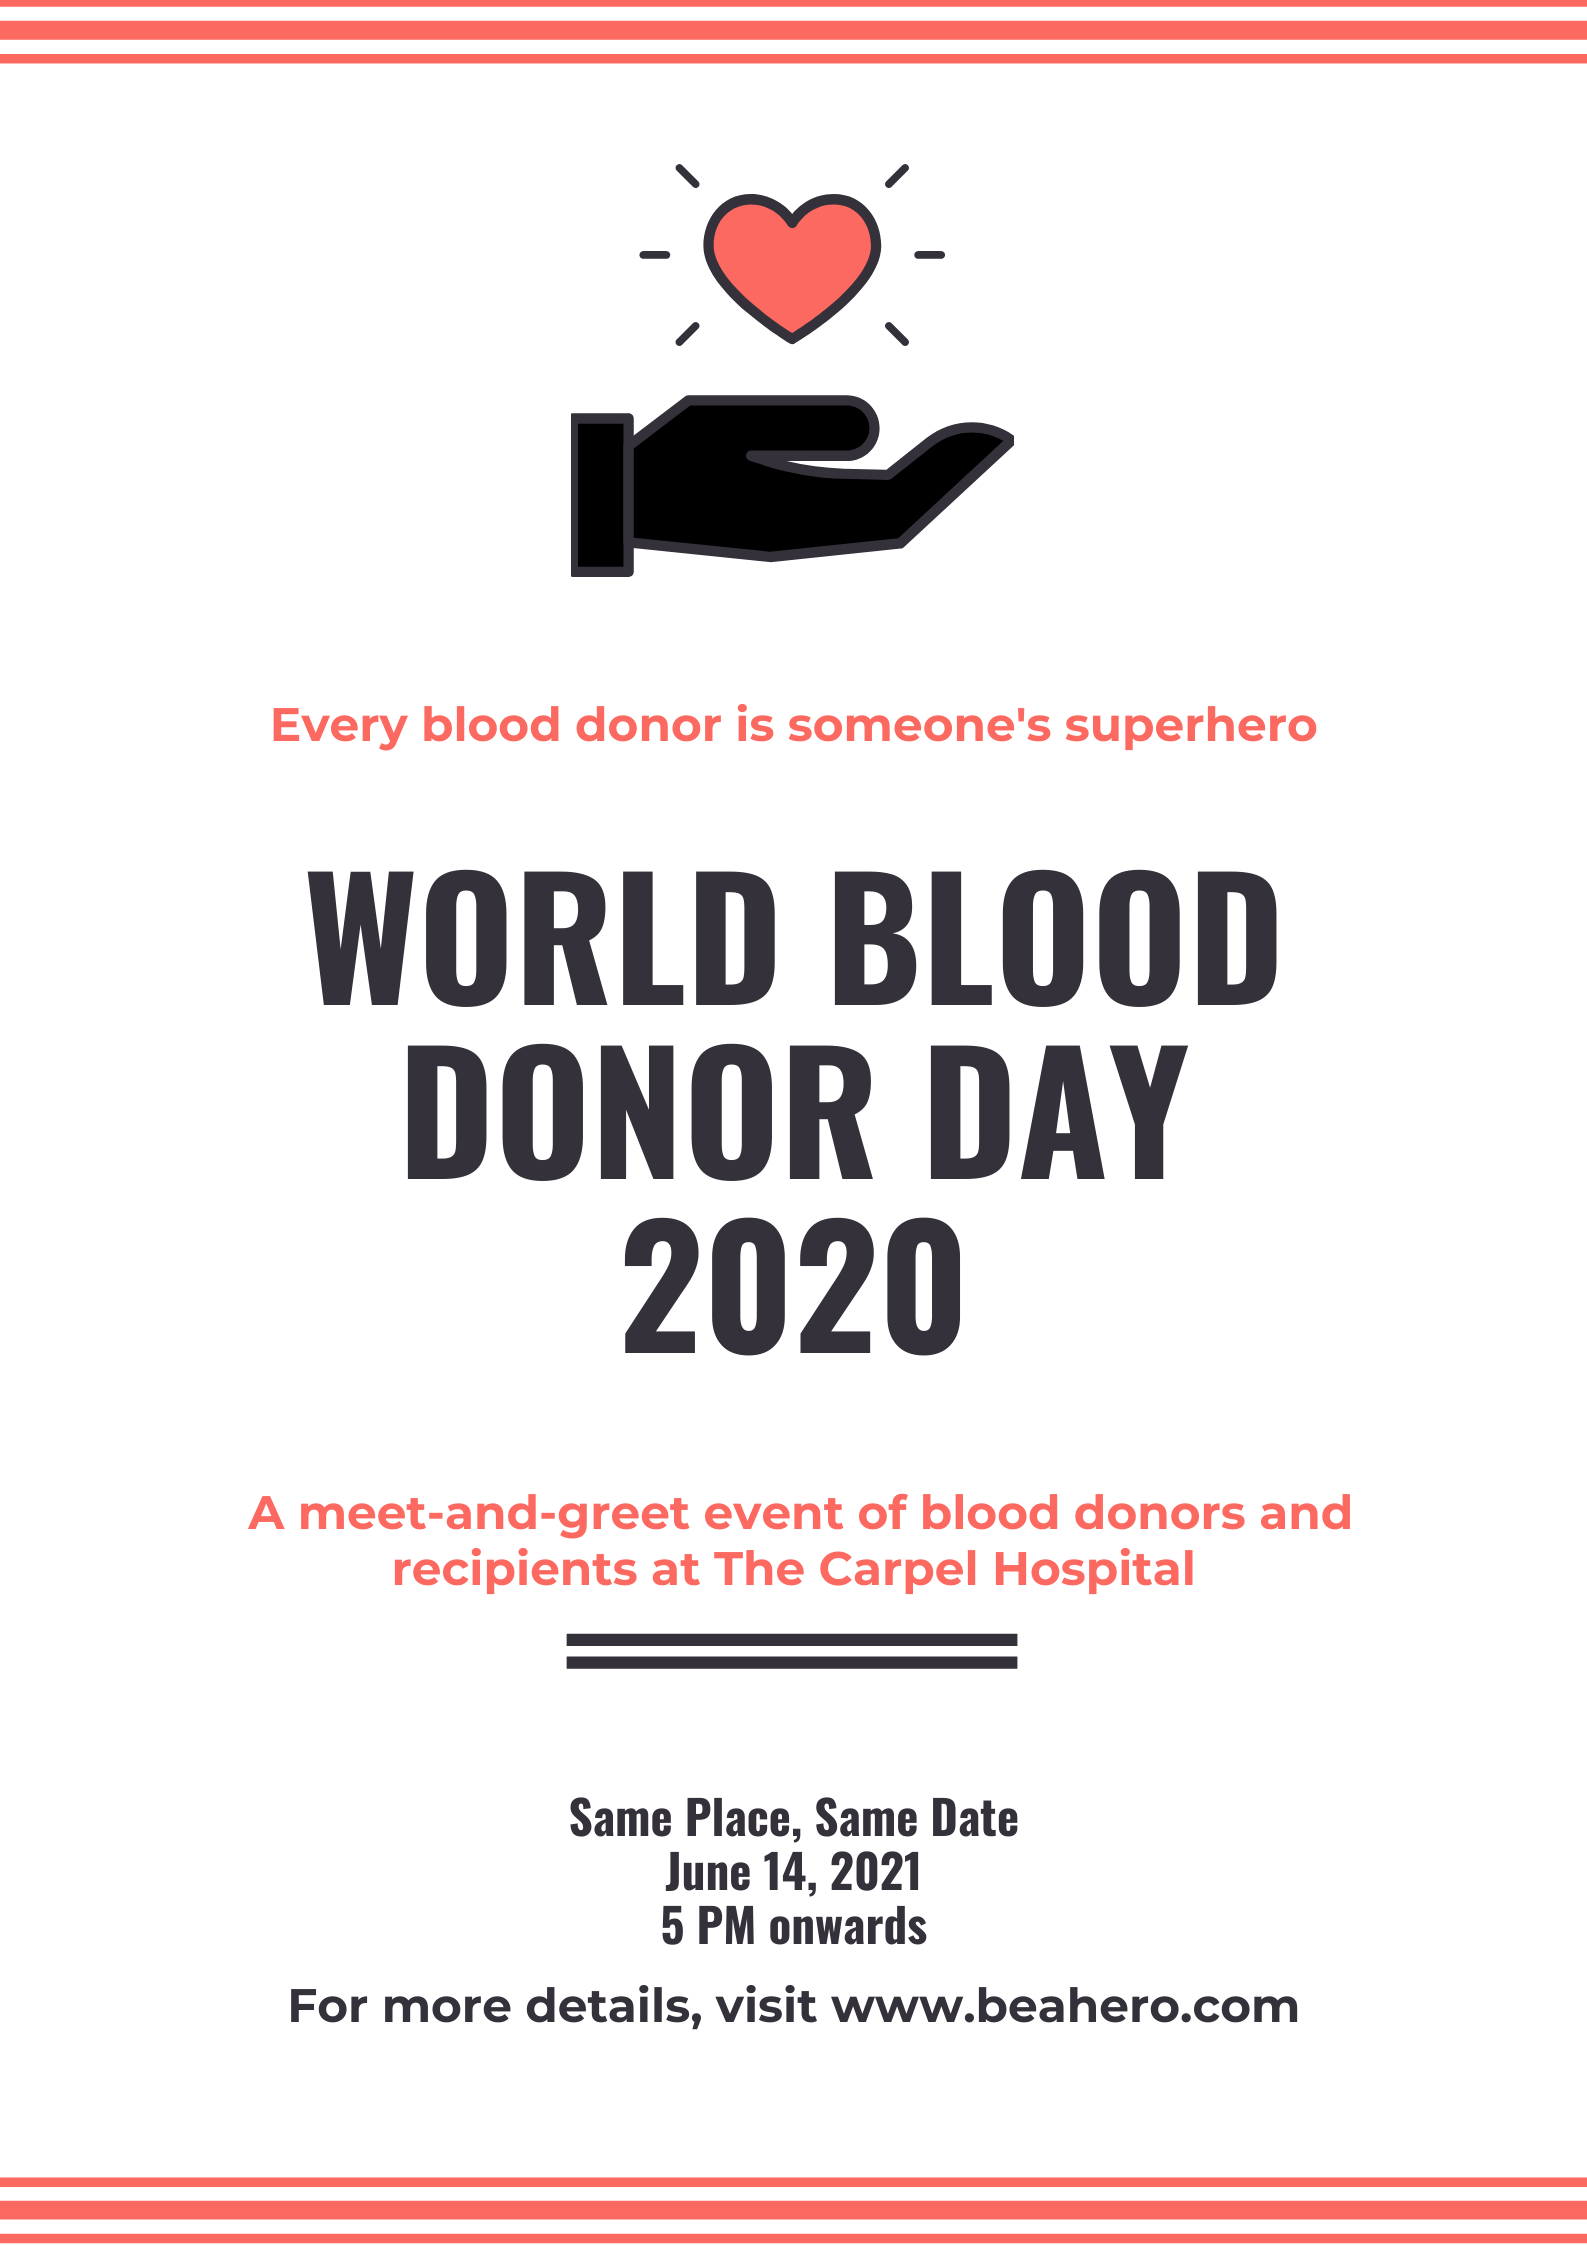 Every blood donor is someone's superhero
WORLD BLOOD
DONOR DAY
2020
A meet-and-greet event of blood donors and
recipients at The Carpel Hospital
Same Place, Same Date
June 14, 2021
5 PM onwards
For more details, visit www.beahero.com